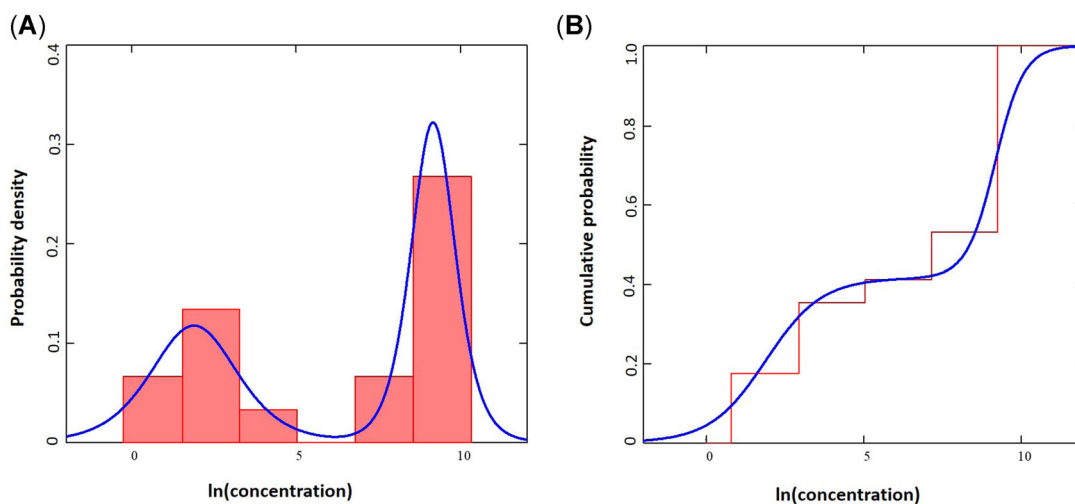 (A)
Probability density
0.4
0.3
0.2
0.1
0
0 5 10
ln(concentration)
(B)
Cumulative probability
1.0
0.8
0.6
0.4
0.2
0
0 5 10
ln(concentration)